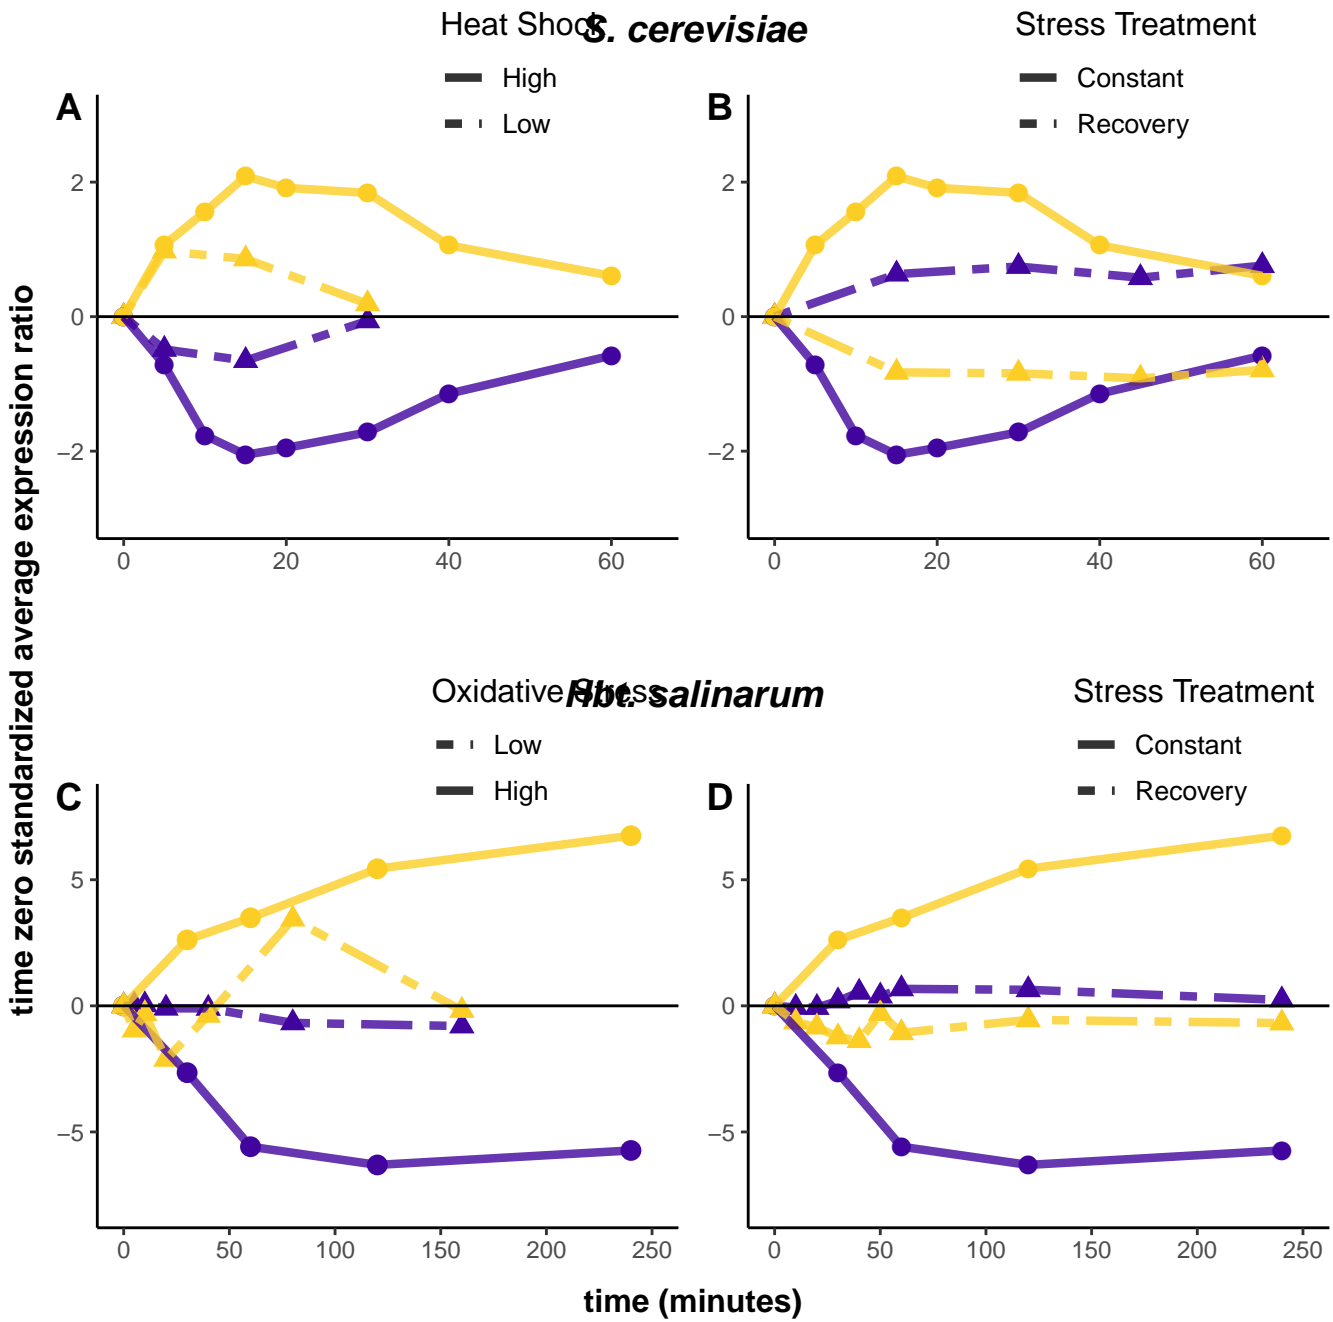 Heat Shock
S. cerevisiae
Stress Treatment
High
Low
Constant
Recovery
A
B
2
0
−2
0
20
40
60
2
0
−2
0
20
40
60
time zero standardized average expression ratio
Oxidative Stress
Hbt. salinarum
Stress Treatment
Low
High
Constant
Recovery
C
D
5
0
−5
0
50
100
150
200
250
5
0
−5
0
50
100
150
200
250
time (minutes)